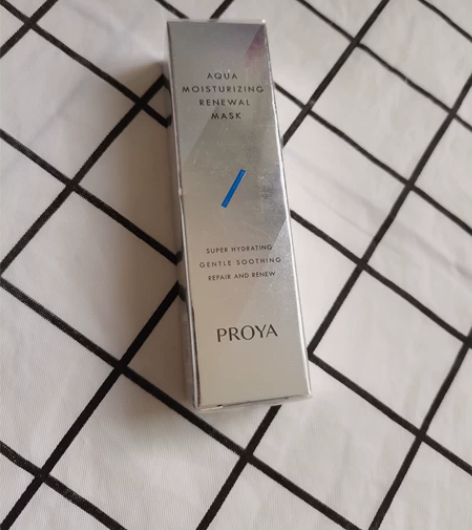 AQUA
MOISTURIZING
RENEWAL
MASK
SUPER HYDRATING
GENTLE SOOTHING
REPAIR AND RENEW
PROYA